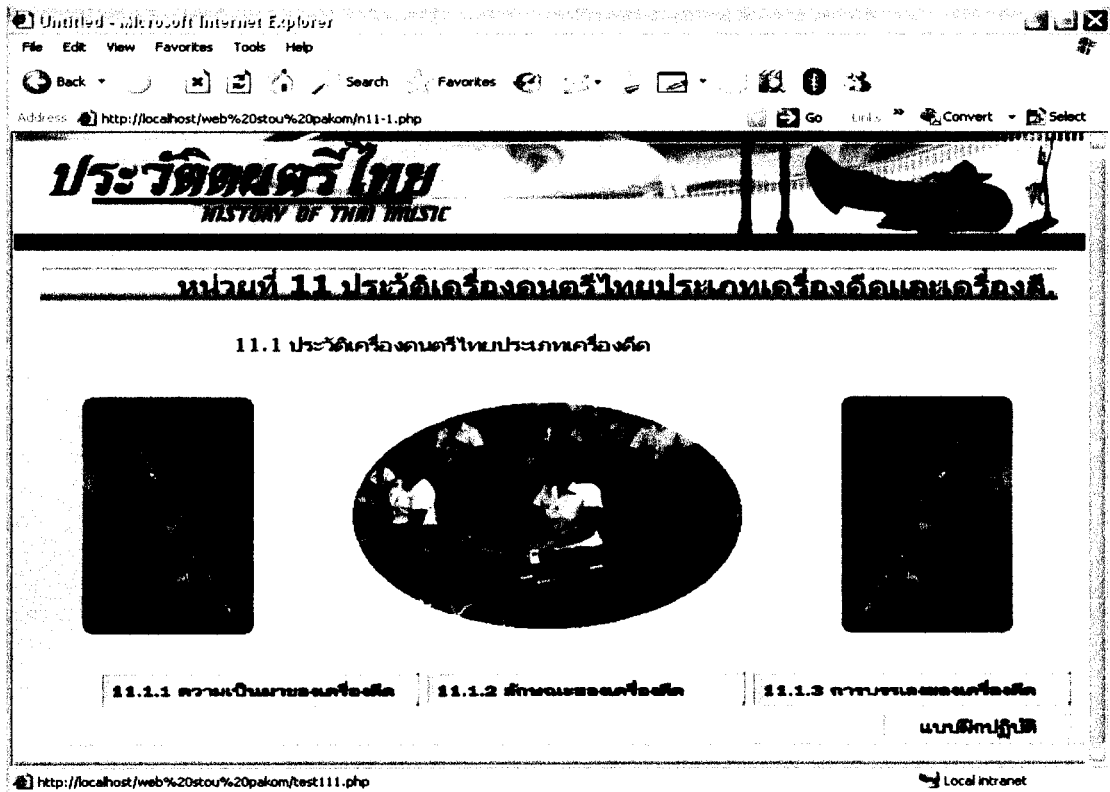 Untitled - Microsoft Internet Explorer
File Edit View Favorites Tools Help
Back Search Favorites
Address http://localhost/web%20stou%20pakom/n11-1.php Go Links » Convert Select
ประวัติดนตรีไทย
HISTORY OF THAI MUSIC
หน่วยที่ 11 ประวัติเครื่องดนตรีไทยประเภทเครื่องดีดและเครื่องสี.
11.1 ประวัติเครื่องดนตรีไทยประเภทเครื่องดีด
11.1.1 ความเป็นมาของเครื่องดีด 11.1.2 ลักษณะของเครื่องดีด 11.1.3 การบรรเลงของเครื่องดีด
แบบฝึกปฏิบัติ
http://localhost/web%20stou%20pakom/test111.php Local intranet